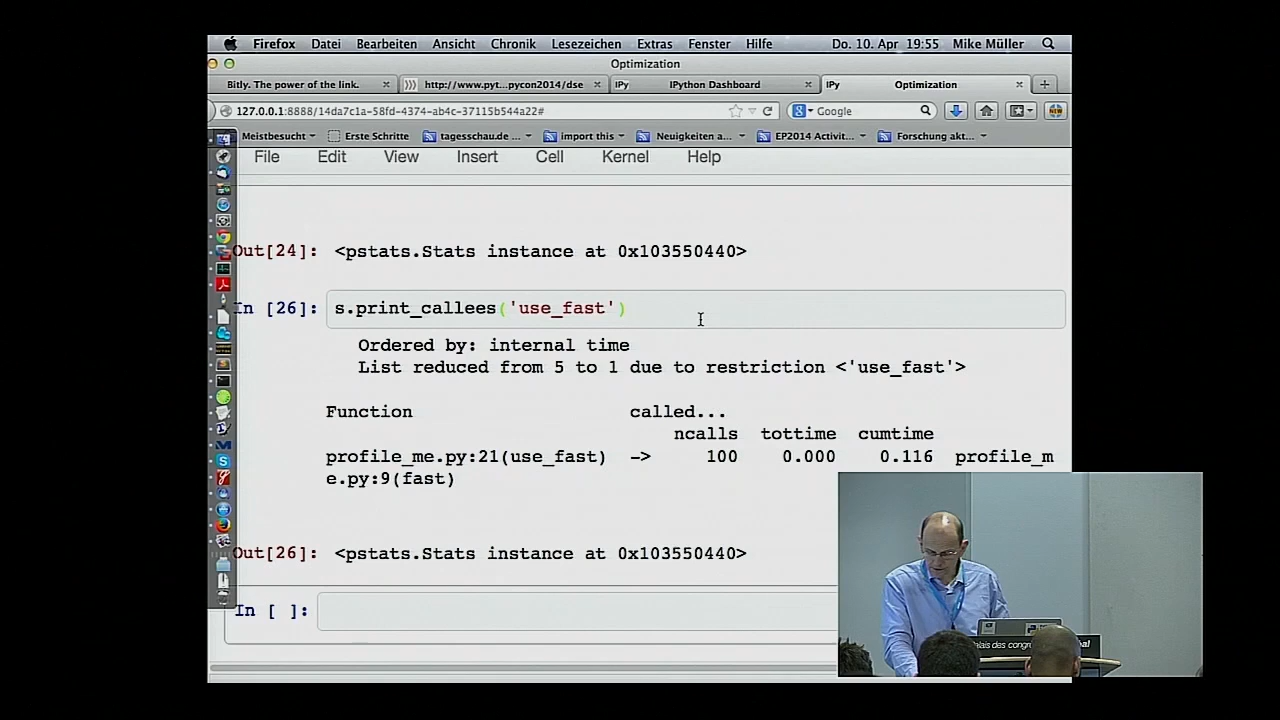 Firefox Datei Bearbeiten Ansicht Chronik Lesezeichen Extras Fenster Hilfe Do. 10. Apr 19:55 Mike Müller
Optimization
Bitly. The power of the link. http://www.pyt...pycon2014/dse IPy IPython Dashboard IPy Optimization
127.0.0.1:8888/14da7c1a-58fd-4374-ab4c-37115b544a22# Google
Meistbesucht Erste Schritte tagesschau.de ... import this Neuigkeiten a... EP2014 Activit... Forschung akt...
File Edit View Insert Cell Kernel Help
Out[24]: <pstats.Stats instance at 0x103550440>
In [26]: s.print_callees('use_fast')
Ordered by: internal time
List reduced from 5 to 1 due to restriction <'use_fast'>
Function called...
ncalls tottime cumtime
profile_me.py:21(use_fast) -> 100 0.000 0.116 profile_m
e.py:9(fast)
Out[26]: <pstats.Stats instance at 0x103550440>
In [ ]: